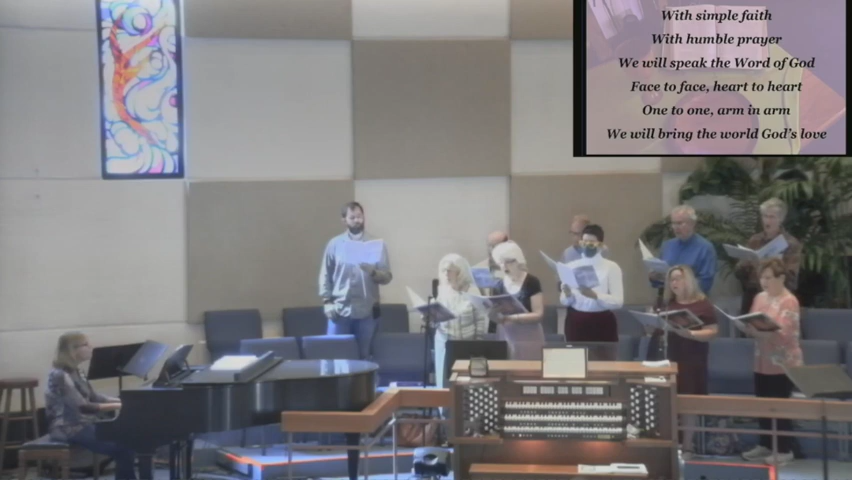 With simple faith
With humble prayer
We will speak the Word of God
Face to face, heart to heart
One to one, arm in arm
We will bring the world God's love